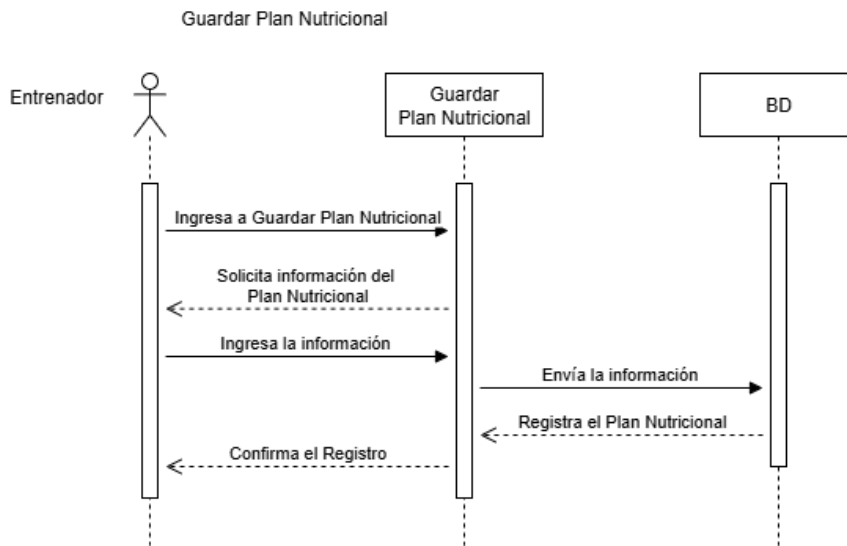 Guardar Plan Nutricional
Entrenador
Guardar
Plan Nutricional
BD
Ingresa a Guardar Plan Nutricional
Solicita información del
Plan Nutricional
Ingresa la información
Envía la información
Registra el Plan Nutricional
Confirma el Registro